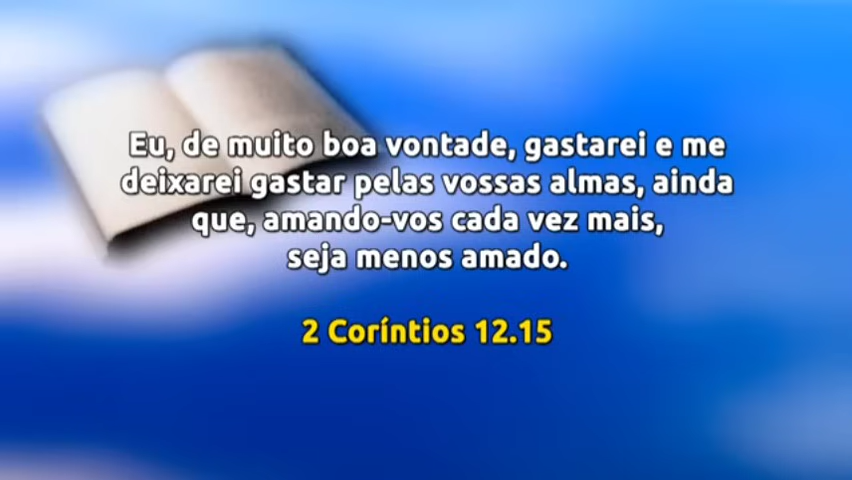 Eu, de muito boa vontade, gastarei e me
deixarei gastar pelas vossas almas, ainda
que, amando-vos cada vez mais,
seja menos amado.
2 Coríntios 12.15